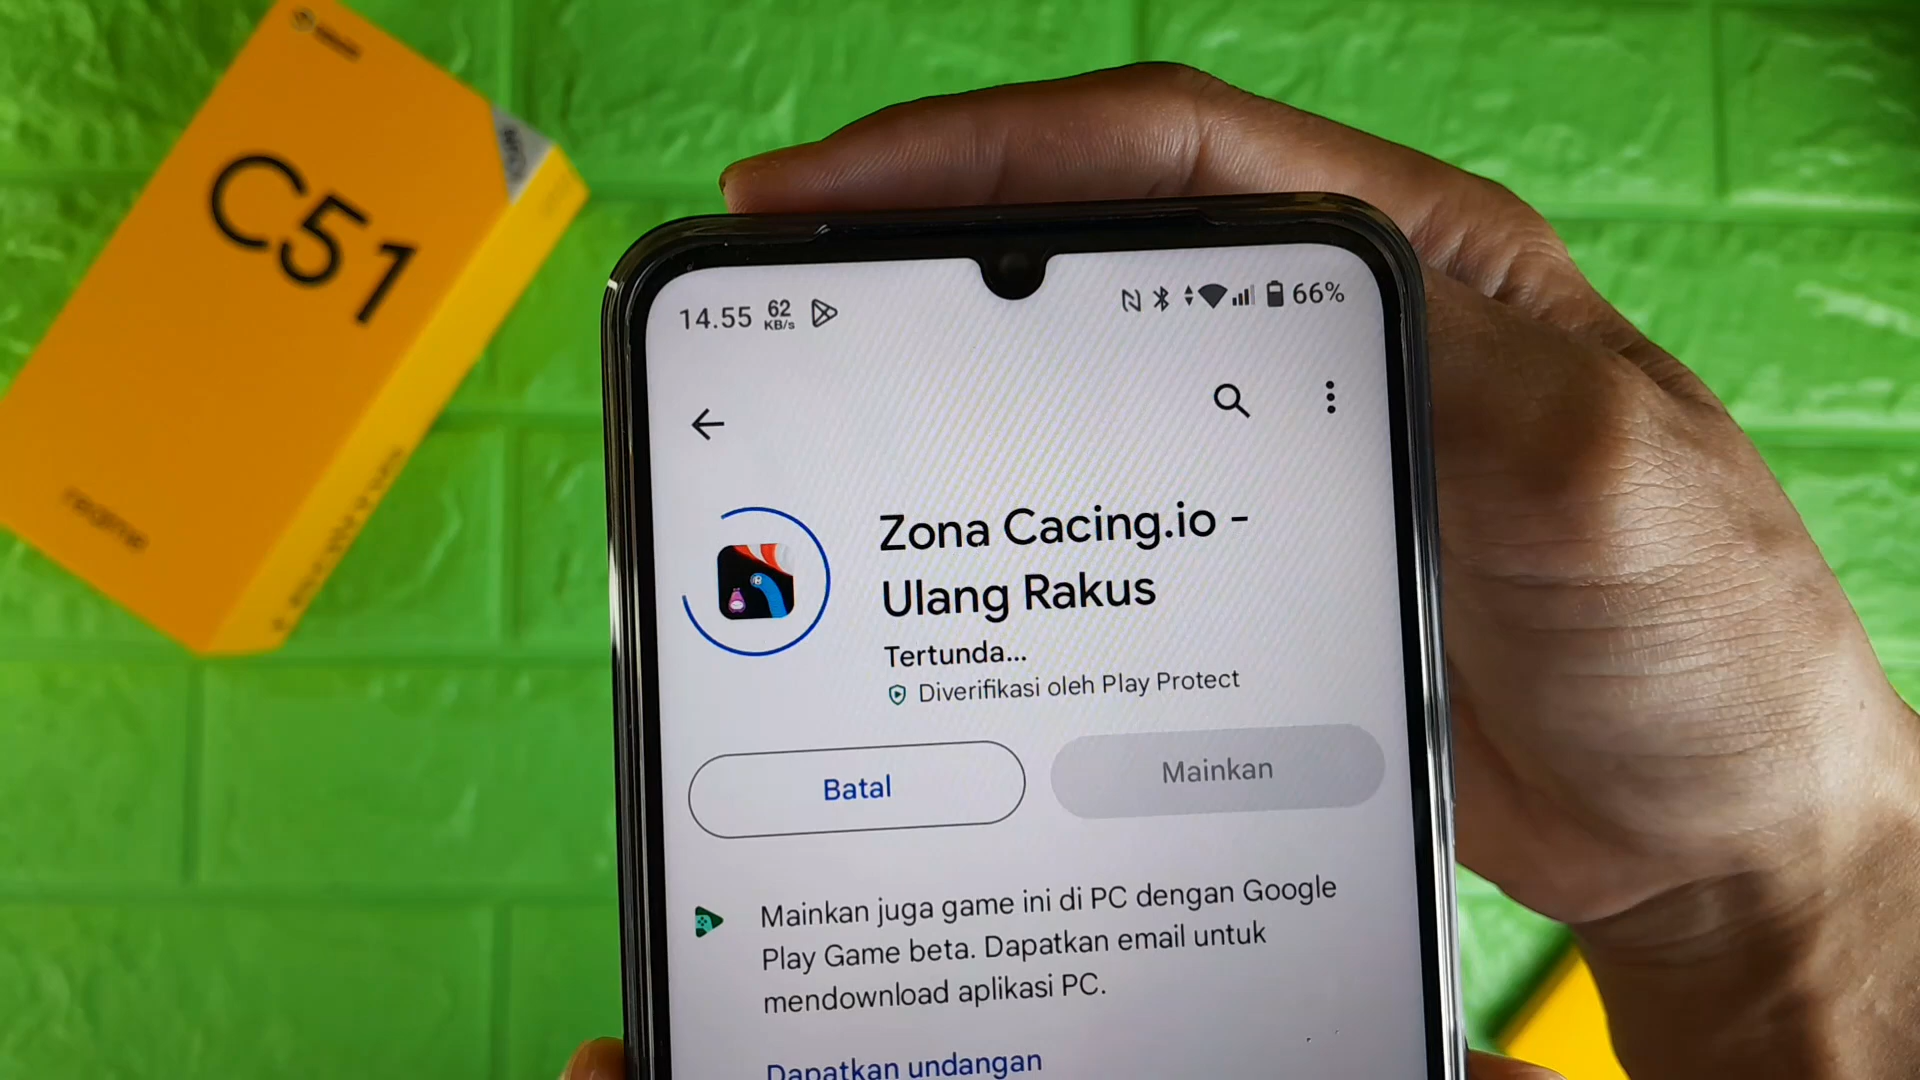 C51
realme
14.55
62
KB/s
66%
Zona Cacing.io -
Ulang Rakus
Tertunda...
Diverifikasi oleh Play Protect
Batal
Mainkan
Mainkan juga game ini di PC dengan Google
Play Game beta. Dapatkan email untuk
mendownload aplikasi PC.
Dapatkan undangan